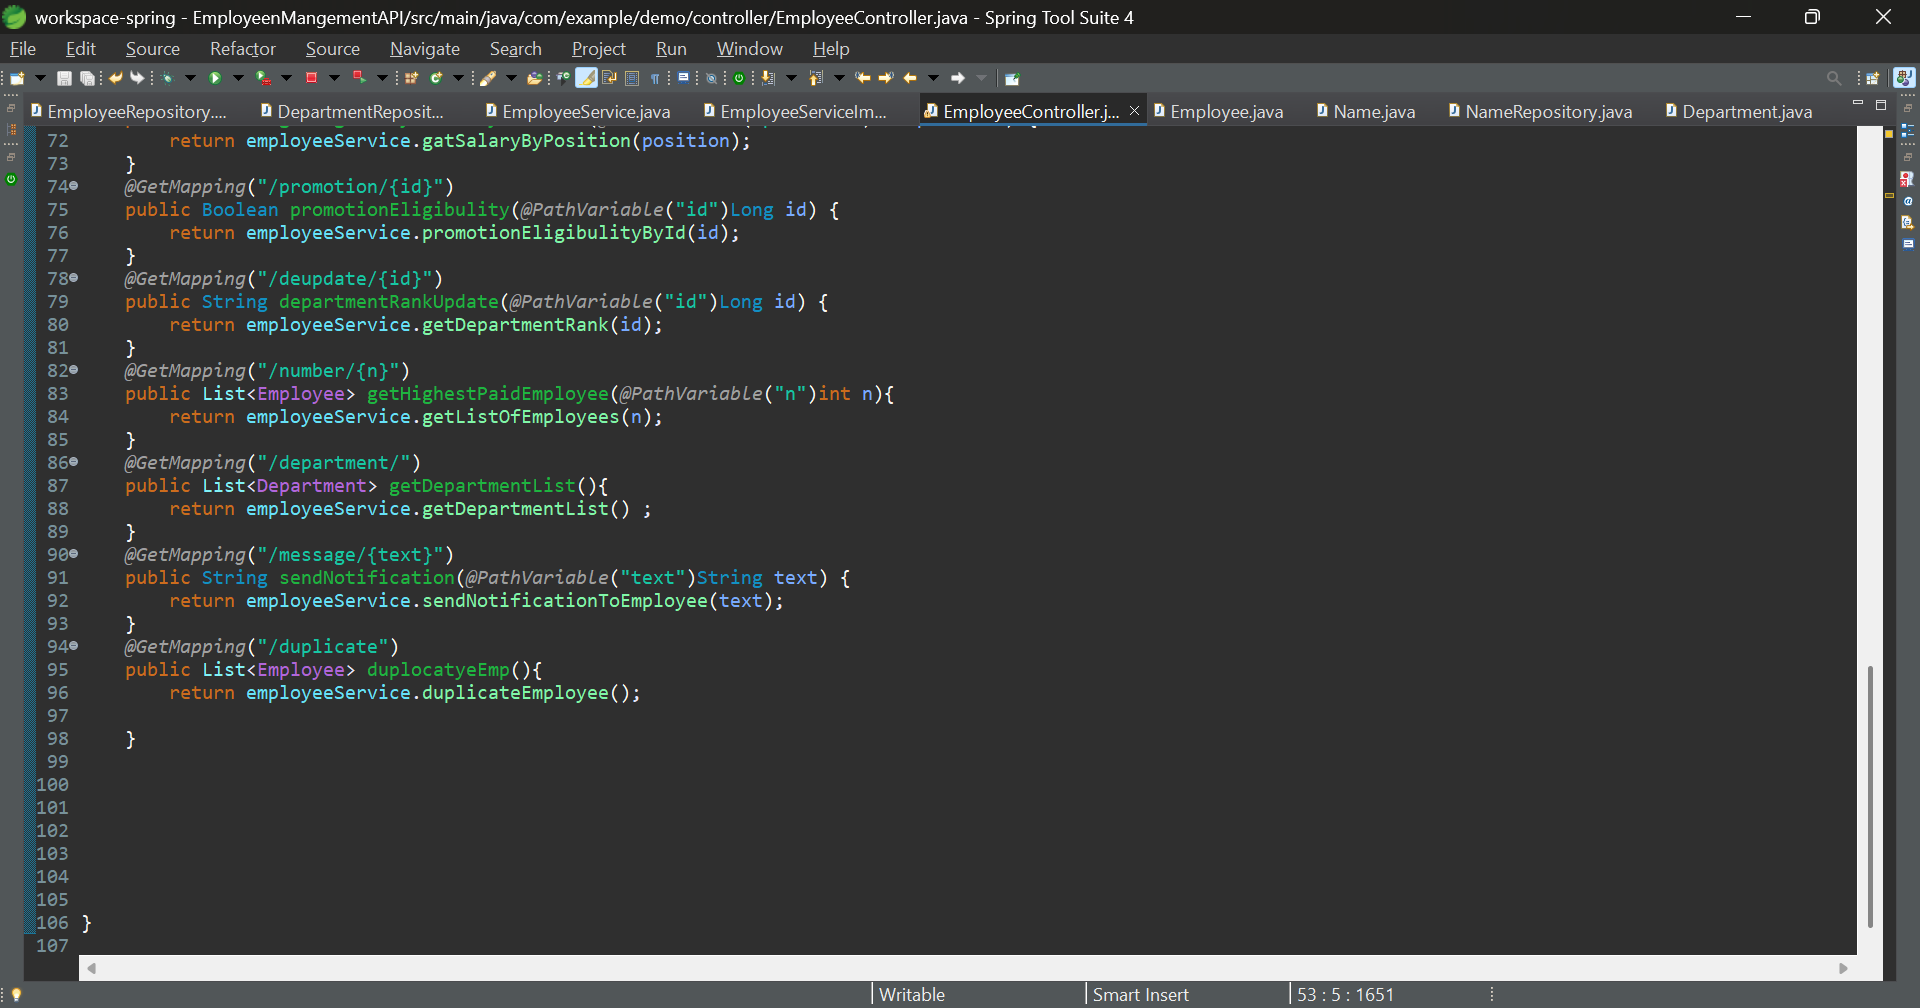 workspace-spring - EmployeenMangementAPI/src/main/java/com/example/demo/controller/EmployeeController.java - Spring Tool Suite 4
File Edit Source Refactor Source Navigate Search Project Run Window Help
EmployeeRepository.... DepartmentReposit... EmployeeService.java EmployeeServiceIm... EmployeeController.j... Employee.java Name.java NameRepository.java Department.java
72 return employeeService.gatSalaryByPosition(position);
73 }
74 @GetMapping("/promotion/{id}")
75 public Boolean promotionEligibulity(@PathVariable("id")Long id) {
76 return employeeService.promotionEligibulityById(id);
77 }
78 @GetMapping("/deupdate/{id}")
79 public String departmentRankUpdate(@PathVariable("id")Long id) {
80 return employeeService.getDepartmentRank(id);
81 }
82 @GetMapping("/number/{n}")
83 public List<Employee> getHighestPaidEmployee(@PathVariable("n")int n){
84 return employeeService.getListOfEmployees(n);
85 }
86 @GetMapping("/department/")
87 public List<Department> getDepartmentList(){
88 return employeeService.getDepartmentList() ;
89 }
90 @GetMapping("/message/{text}")
91 public String sendNotification(@PathVariable("text")String text) {
92 return employeeService.sendNotificationToEmployee(text);
93 }
94 @GetMapping("/duplicate")
95 public List<Employee> duplocatyeEmp(){
96 return employeeService.duplicateEmployee();
97
98 }
99
100
101
102
103
104
105
106 }
107
Writable Smart Insert 53 : 5 : 1651